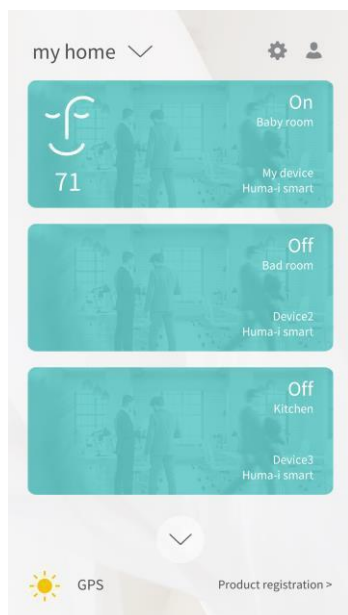 my home
On
Baby room
71
My device
Huma-i smart
Off
Bad room
Device2
Huma-i smart
Off
Kitchen
Device3
Huma-i smart
GPS
Product registration >